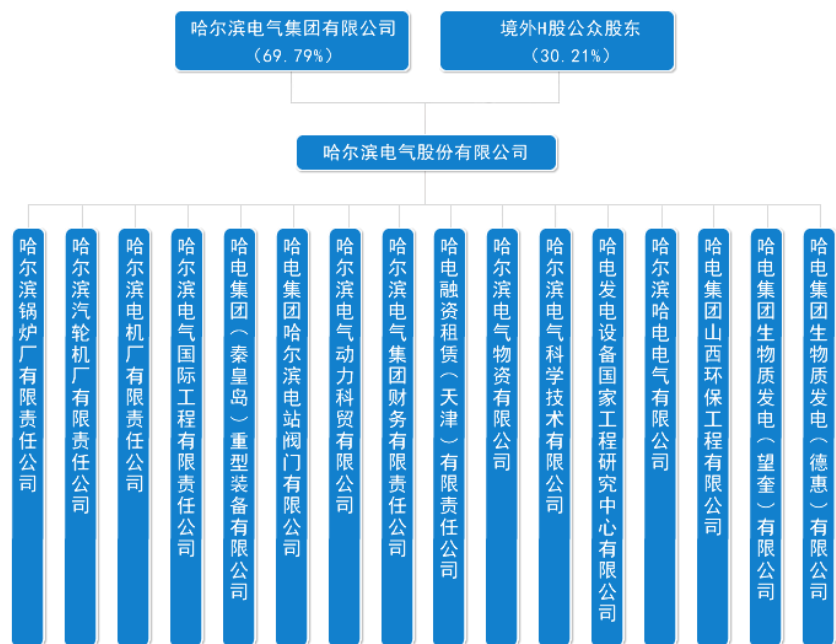 哈尔滨电气集团有限公司
（69.79%）
境外H股公众股东
（30.21%）
哈尔滨电气股份有限公司
哈尔滨锅炉厂有限责任公司
哈尔滨汽轮机厂有限责任公司
哈尔滨电机厂有限责任公司
哈尔滨电气国际工程有限责任公司
哈电集团（秦皇岛）重型装备有限公司
哈电集团哈尔滨电站阀门有限公司
哈尔滨电气动力科贸有限公司
哈尔滨电气集团财务有限责任公司
哈电融资租赁（天津）有限责任公司
哈尔滨电气物资有限公司
哈尔滨电气科学技术有限公司
哈电发电设备国家工程研究中心有限公司
哈尔滨哈电电气有限公司
哈电集团山西环保工程有限公司
哈电集团生物质发电（望奎）有限公司
哈电集团生物质发电（德惠）有限公司